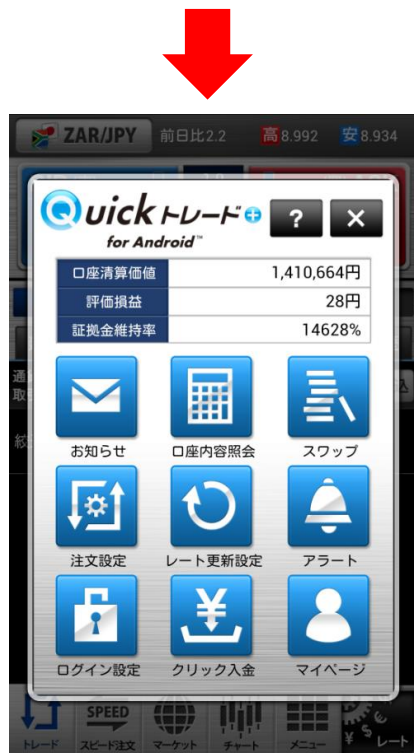 ZAR/JPY 前日比2.2 高 8.992 安 8.934
Quick トレード+ ? ×
for Android™
口座清算価値 1,410,664円
評価損益 28円
証拠金維持率 14628%
通
取
お知らせ 口座内容照会 スワップ
注文設定 レート更新設定 アラート
ログイン設定 クリック入金 マイページ
SPEED
トレード スピード注文 マーケット チャート メニュー レート